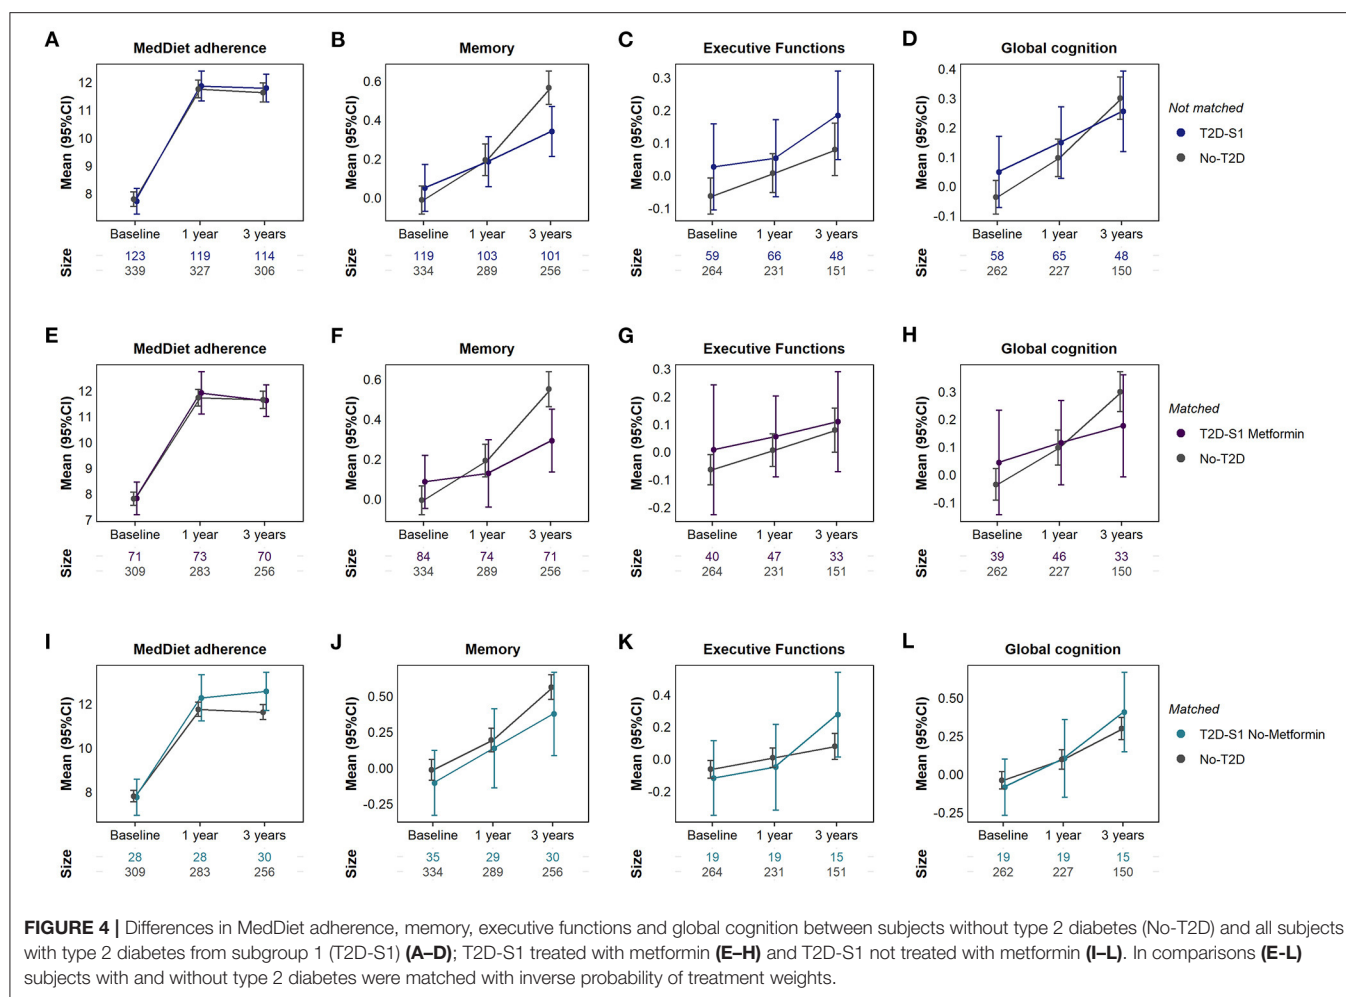 A MedDiet adherence
B Memory
C Executive Functions
D Global cognition
Mean (95%CI)
12
11
10
9
8
Baseline 1 year 3 years
Size
123 119 114
339 327 306
Mean (95%CI)
0.6
0.4
0.2
0.0
Baseline 1 year 3 years
Size
119 103 101
334 289 256
Mean (95%CI)
0.3
0.2
0.1
0.0
-0.1
Baseline 1 year 3 years
Size
59 66 48
264 231 151
Mean (95%CI)
0.4
0.3
0.2
0.1
0.0
-0.1
Baseline 1 year 3 years
Size
58 65 48
262 227 150
Not matched
T2D-S1
No-T2D
E MedDiet adherence
F Memory
G Executive Functions
H Global cognition
Mean (95%CI)
12
11
10
9
8
7
Baseline 1 year 3 years
Size
71 73 70
309 283 256
Mean (95%CI)
0.6
0.4
0.2
0.0
Baseline 1 year 3 years
Size
84 74 71
334 289 256
Mean (95%CI)
0.3
0.2
0.1
0.0
-0.1
-0.2
Baseline 1 year 3 years
Size
40 47 33
264 231 151
Mean (95%CI)
0.3
0.2
0.1
0.0
-0.1
Baseline 1 year 3 years
Size
39 46 33
262 227 150
Matched
T2D-S1 Metformin
No-T2D
I MedDiet adherence
J Memory
K Executive Functions
L Global cognition
Mean (95%CI)
12
10
8
Baseline 1 year 3 years
Size
28 28 30
309 283 256
Mean (95%CI)
0.50
0.25
0.00
-0.25
Baseline 1 year 3 years
Size
35 29 30
334 289 256
Mean (95%CI)
0.4
0.2
0.0
-0.2
Baseline 1 year 3 years
Size
19 19 15
264 231 151
Mean (95%CI)
0.50
0.25
0.00
-0.25
Baseline 1 year 3 years
Size
19 19 15
262 227 150
Matched
T2D-S1 No-Metformin
No-T2D
FIGURE 4 | Differences in MedDiet adherence, memory, executive functions and global cognition between subjects without type 2 diabetes (No-T2D) and all subjects
with type 2 diabetes from subgroup 1 (T2D-S1) (A–D); T2D-S1 treated with metformin (E–H) and T2D-S1 not treated with metformin (I–L). In comparisons (E-L)
subjects with and without type 2 diabetes were matched with inverse probability of treatment weights.